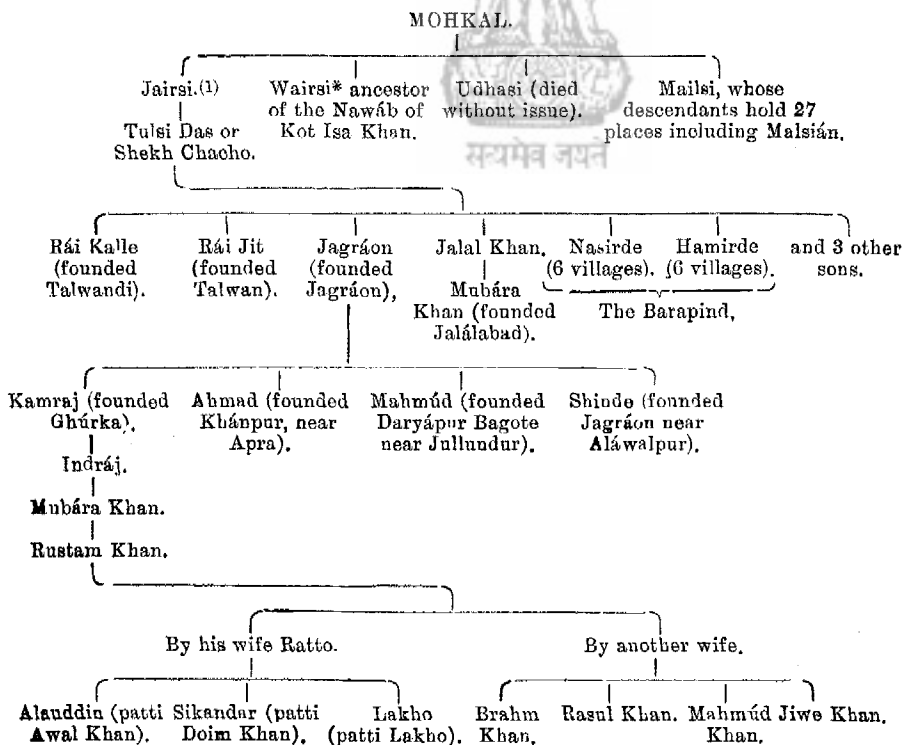 MOHKAL.
Jairsi.(1)
Tulsi Das or
Shekh Chacho.
Wairsi* ancestor
of the Nawáb of
Kot Isa Khan.
Udhasi (died
without issue).
Mailsi, whose
descendants hold 27
places including Malsián.
सत्यमेव जयते
Rái Kalle
(founded
Talwandi).
Rái Jit
(founded
Talwan).
Jagráon
(founded
Jagráon),
Jalal Khan.
Mubára
Khan (founded
Jalálabad).
Nasirde
(6 villages).
Hamirde
(6 villages).
The Barapind,
and 3 other
sons.
Kamraj (founded
Ghúrka).
Indráj.
Mubára Khan.
Rustam Khan.
Ahmad (founded
Khánpur, near
Apra).
Mahmúd (founded
Daryápur Bagote
near Jullundur).
Shindo (founded
Jagráon near
Aláwalpur).
By his wife Ratto.
By another wife.
Alauddin (patti
Awal Khan).
Sikandar (patti
Doim Khan),
Lakho
(patti Lakho).
Brahm
Khan,
Rasul Khan.
Mahmúd
Khan.
Jiwe Khan.